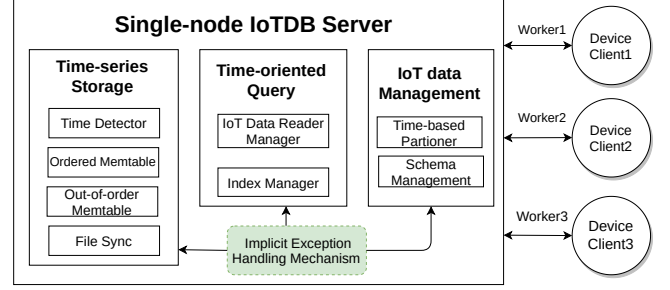 Single-node IoTDB Server
Time-series
Storage
Time Detector
Ordered Memtable
Out-of-order
Memtable
File Sync
Time-oriented
Query
IoT Data Reader
Manager
Index Manager
IoT data
Management
Time-based
Partioner
Schema
Management
Implicit Exception
Handling Mechanism
Worker1
Device
Client1
Worker2
Device
Client2
Worker3
Device
Client3